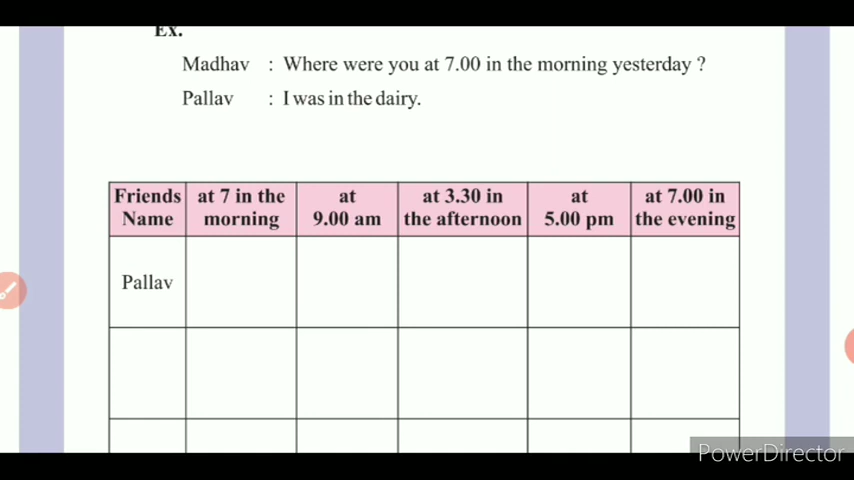 Ex.
Madhav : Where were you at 7.00 in the morning yesterday ?
Pallav : I was in the dairy.
Friends Name at 7 in the morning at 9.00 am at 3.30 in the afternoon at 5.00 pm at 7.00 in the evening
Pallav
PowerDirector